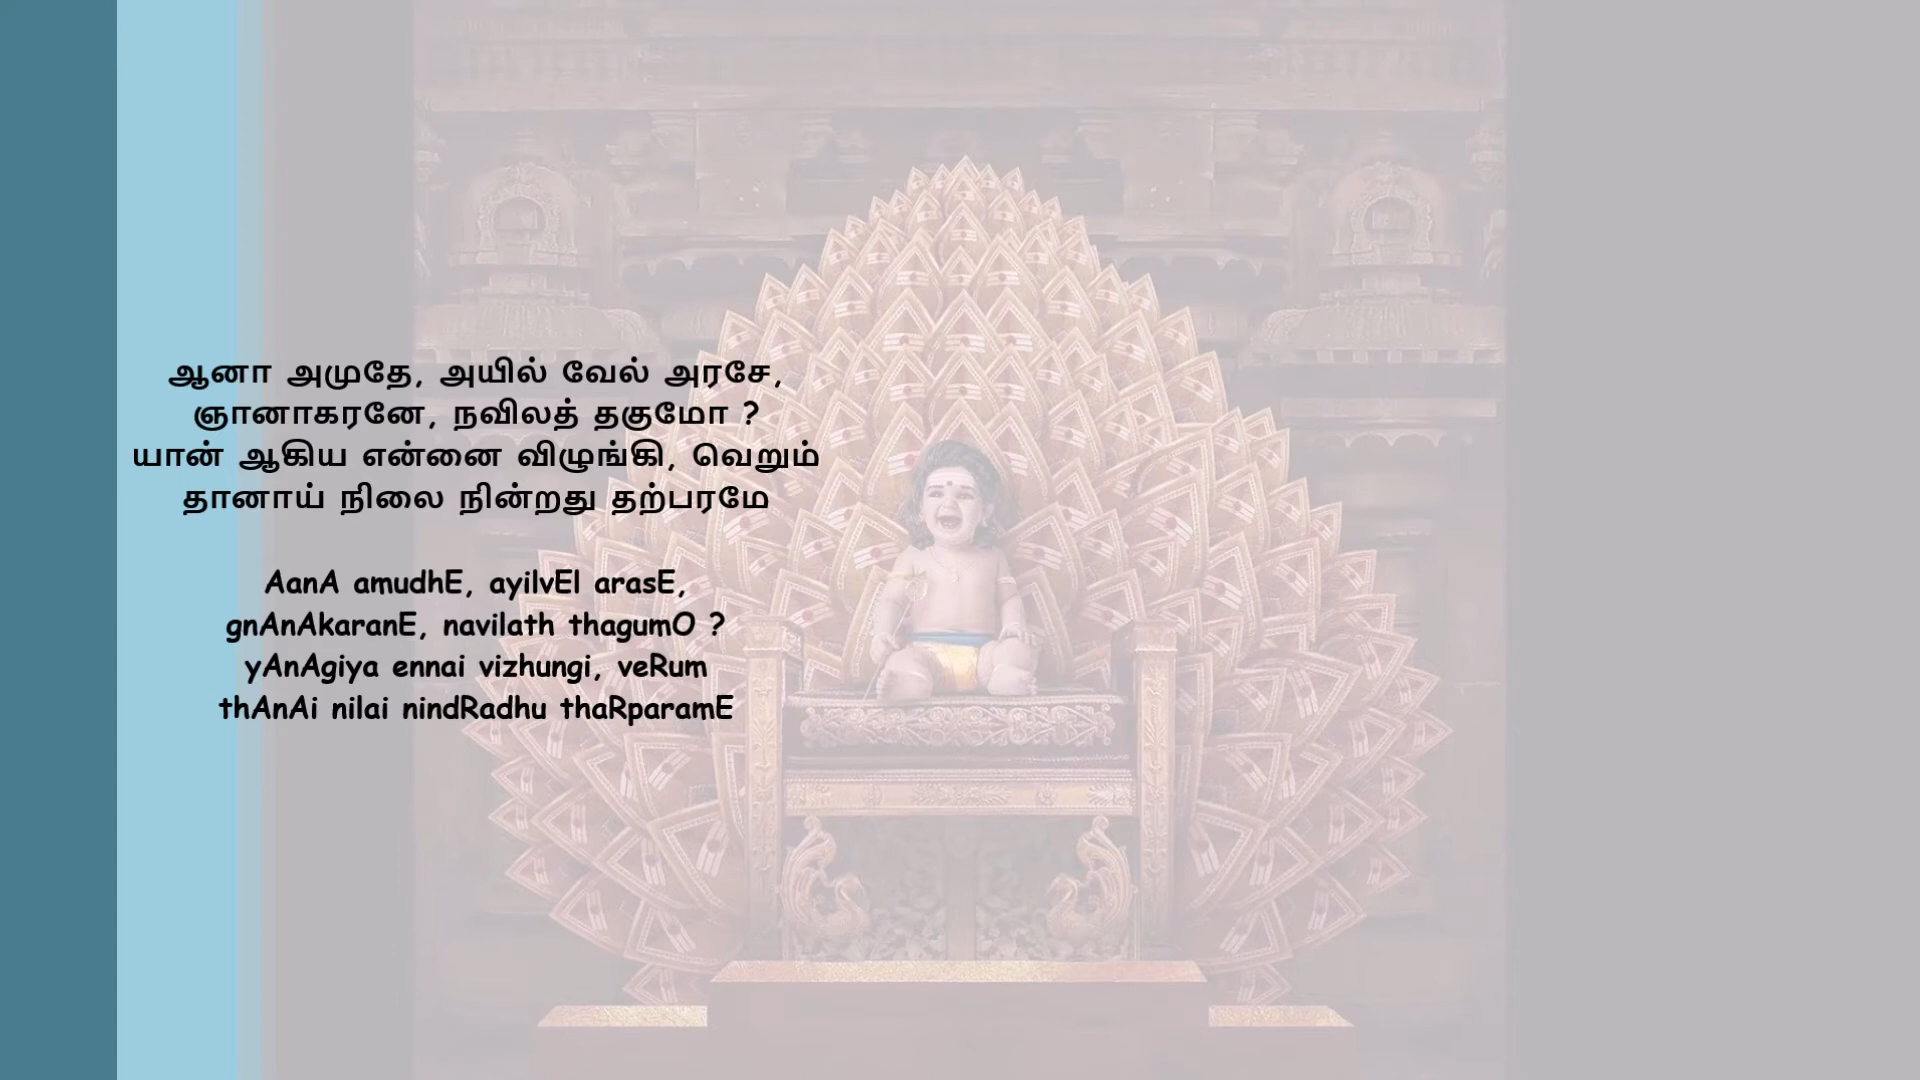 ஆனா அமுதே, அயில் வேல் அரசே,
ஞானாகரனே, நவிலத் தகுமோ ?
யான் ஆகிய என்னை விழுங்கி, வெறும்
தானாய் நிலை நின்றது தற்பரமே
AanA amudhE, ayilvEl arasE,
gnAnAkaranE, navilath thagumO ?
yAnAgiya ennai vizhungi, veRum
thAnAi nilai nindRadhu thaRparamE